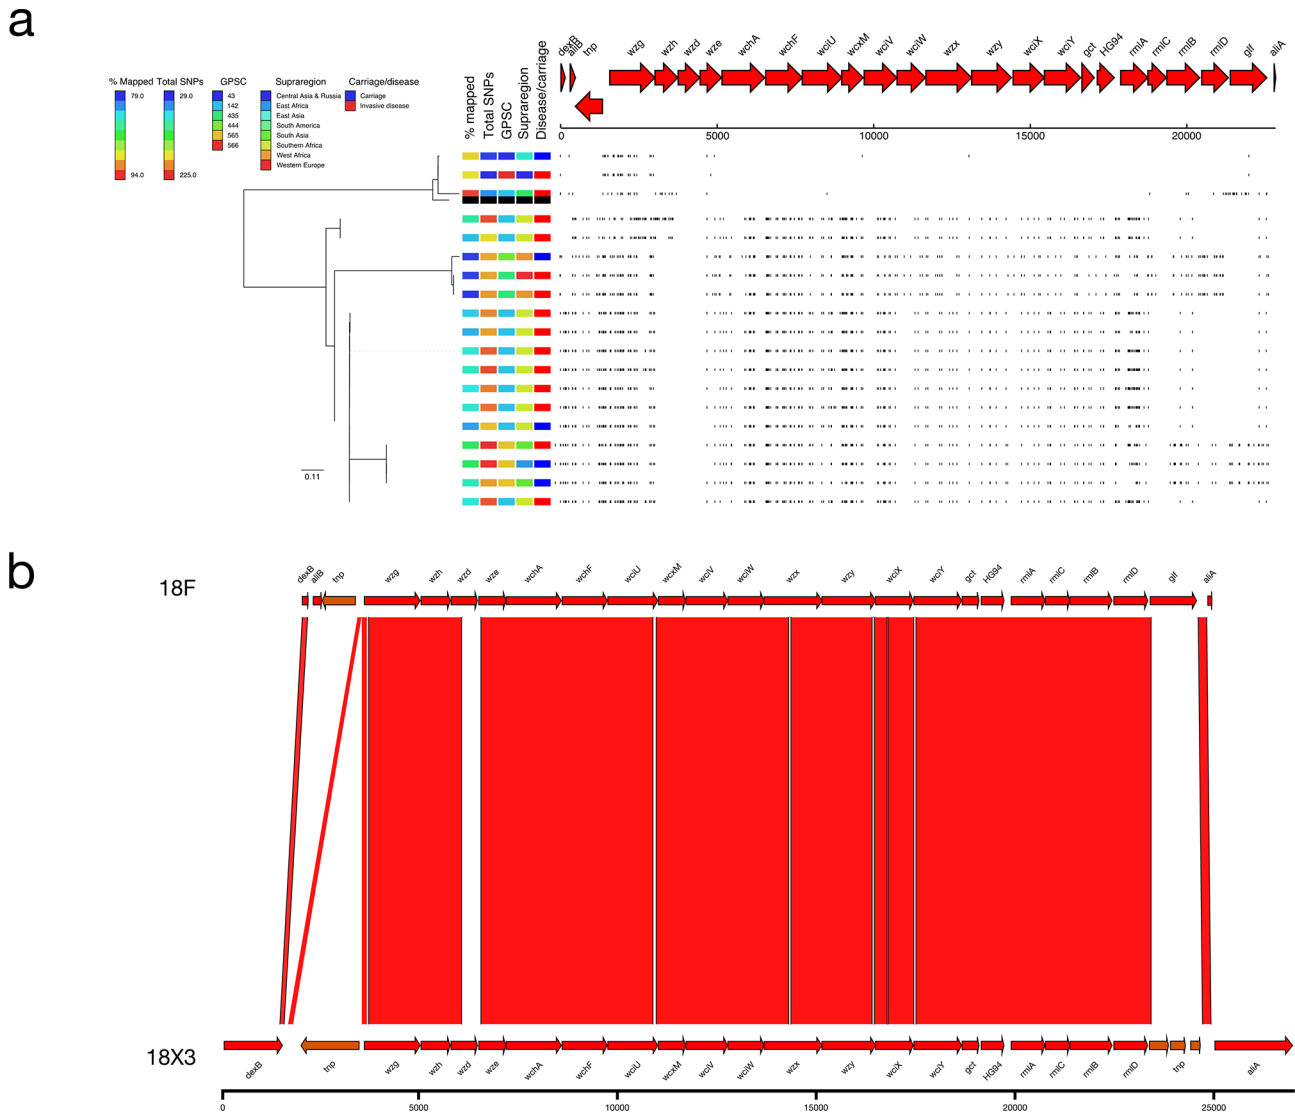 a
dexB aliB tnp wzg wzh wzd wze wchA wchF wciU wcxM wciV wciW wzx wzy wciX wciY gct HG94 rmlA rmlC rmlB rmlD glf aliA
% Mapped Total SNPs GPSC Supraregion Carriage/disease
79.0 29.0 43 Central Asia & Russia Carriage
142 East Africa Invasive disease
435 East Asia
444 South America
565 South Asia
566 Southern Africa
West Africa
94.0 225.0 Western Europe
% mapped
Total SNPs
GPSC
Supraregion
Disease/carriage
0 5000 10000 15000 20000
0.11
b
18F
dexB aliB tnp wzg wzh wzd wze wchA wchF wciU wcxM wciV wciW wzx wzy wciX wciY gct HG94 rmlA rmlC rmlB rmlD glf aliA
18X3
dexB tnp wzg wzh wzd wze wchA wchF wciU wcxM wciV wciW wzx wzy wciX wciY gct HG94 rmlA rmlC rmlB rmlD tnp aliA
0 5000 10000 15000 20000 25000